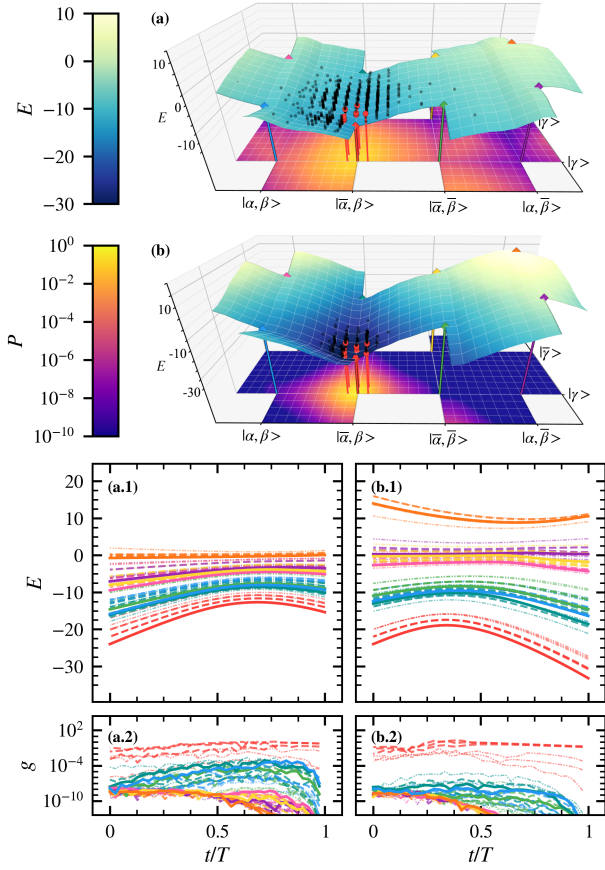 10
0
−10
−20
−30
E
(a)
10
0
-10
E
|γ̅>
|γ>
|α, β>
|α̅, β>
|α̅, β̅>
|α, β̅>
10⁰
10⁻²
10⁻⁴
10⁻⁶
10⁻⁸
10⁻¹⁰
P
(b)
10
-10
-30
E
|γ̅>
|γ>
|α, β>
|α̅, β>
|α̅, β̅>
|α, β̅>
(a.1)
(b.1)
20
10
0
−10
−20
−30
E
(a.2)
(b.2)
10²
10⁻⁴
10⁻¹⁰
g
0
0.5
1
0
0.5
1
t/T
t/T